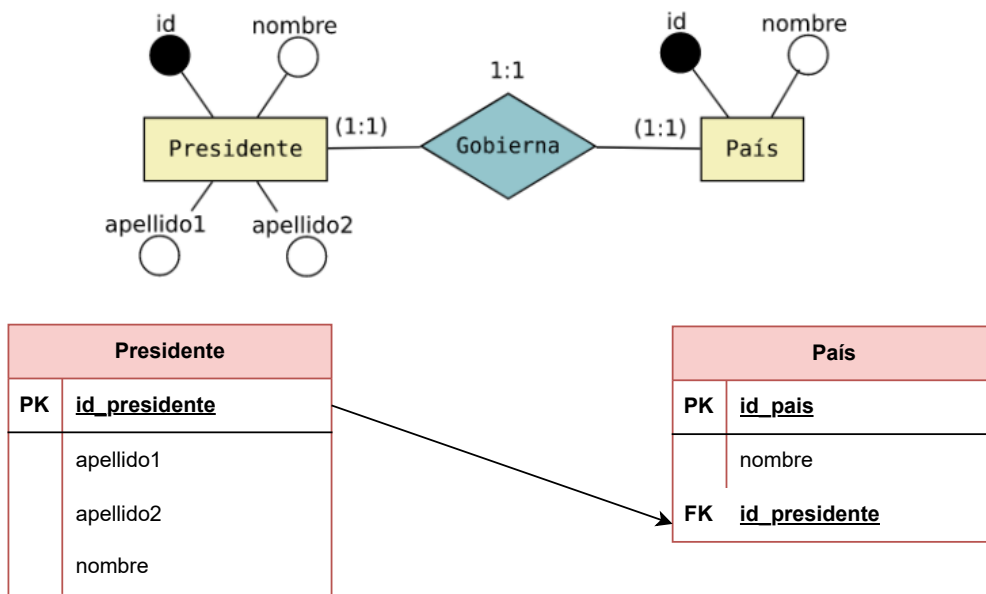 id
nombre
id
nombre
1:1
Presidente
(1:1)
Gobierna
(1:1)
País
apellido1
apellido2
Presidente
PK
id_presidente
apellido1
apellido2
nombre
País
PK
id_pais
nombre
FK
id_presidente